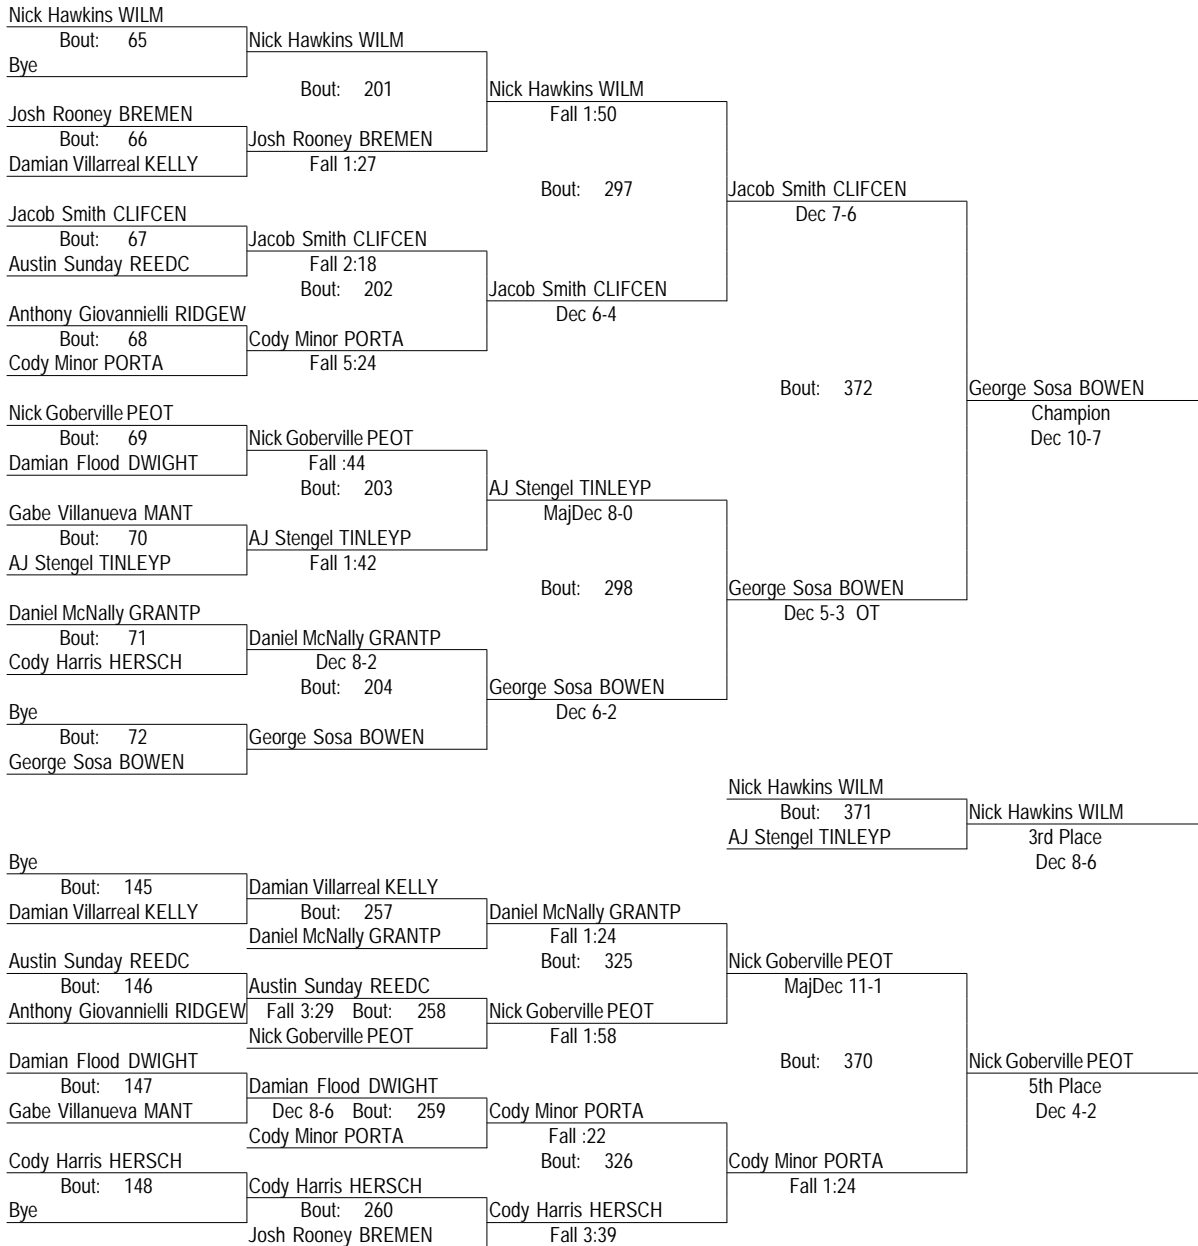 Nick Hawkins WILM
Bout: 65
Nick Hawkins WILM
Bye
Bout: 201
Nick Hawkins WILM
Josh Rooney BREMEN
Fall 1:50
Bout: 66
Josh Rooney BREMEN
Damian Villarreal KELLY
Fall 1:27
Bout: 297
Jacob Smith CLIFCEN
Jacob Smith CLIFCEN
Dec 7-6
Bout: 67
Jacob Smith CLIFCEN
Austin Sunday REEDC
Fall 2:18
Bout: 202
Jacob Smith CLIFCEN
Anthony Giovannielli RIDGEW
Dec 6-4
Bout: 68
Cody Minor PORTA
Cody Minor PORTA
Fall 5:24
Bout: 372
George Sosa BOWEN
Nick Goberville PEOT
Champion
Bout: 69
Nick Goberville PEOT
Dec 10-7
Damian Flood DWIGHT
Fall :44
Bout: 203
AJ Stengel TINLEYP
Gabe Villanueva MANT
MajDec 8-0
Bout: 70
AJ Stengel TINLEYP
AJ Stengel TINLEYP
Fall 1:42
Bout: 298
George Sosa BOWEN
Daniel McNally GRANTP
Dec 5-3 OT
Bout: 71
Daniel McNally GRANTP
Cody Harris HERSCH
Dec 8-2
Bout: 204
George Sosa BOWEN
Bye
Dec 6-2
Bout: 72
George Sosa BOWEN
George Sosa BOWEN
Nick Hawkins WILM
Bout: 371
Nick Hawkins WILM
AJ Stengel TINLEYP
3rd Place
Dec 8-6
Bye
Bout: 145
Damian Villarreal KELLY
Damian Villarreal KELLY
Bout: 257
Daniel McNally GRANTP
Daniel McNally GRANTP
Fall 1:24
Austin Sunday REEDC
Bout: 325
Nick Goberville PEOT
Bout: 146
Austin Sunday REEDC
MajDec 11-1
Anthony Giovannielli RIDGEW
Fall 3:29 Bout: 258
Nick Goberville PEOT
Nick Goberville PEOT
Fall 1:58
Damian Flood DWIGHT
Bout: 370
Nick Goberville PEOT
Bout: 147
Damian Flood DWIGHT
5th Place
Gabe Villanueva MANT
Dec 8-6 Bout: 259
Cody Minor PORTA
Dec 4-2
Cody Minor PORTA
Fall :22
Cody Harris HERSCH
Bout: 326
Cody Minor PORTA
Bout: 148
Cody Harris HERSCH
Fall 1:24
Bye
Bout: 260
Cody Harris HERSCH
Josh Rooney BREMEN
Fall 3:39